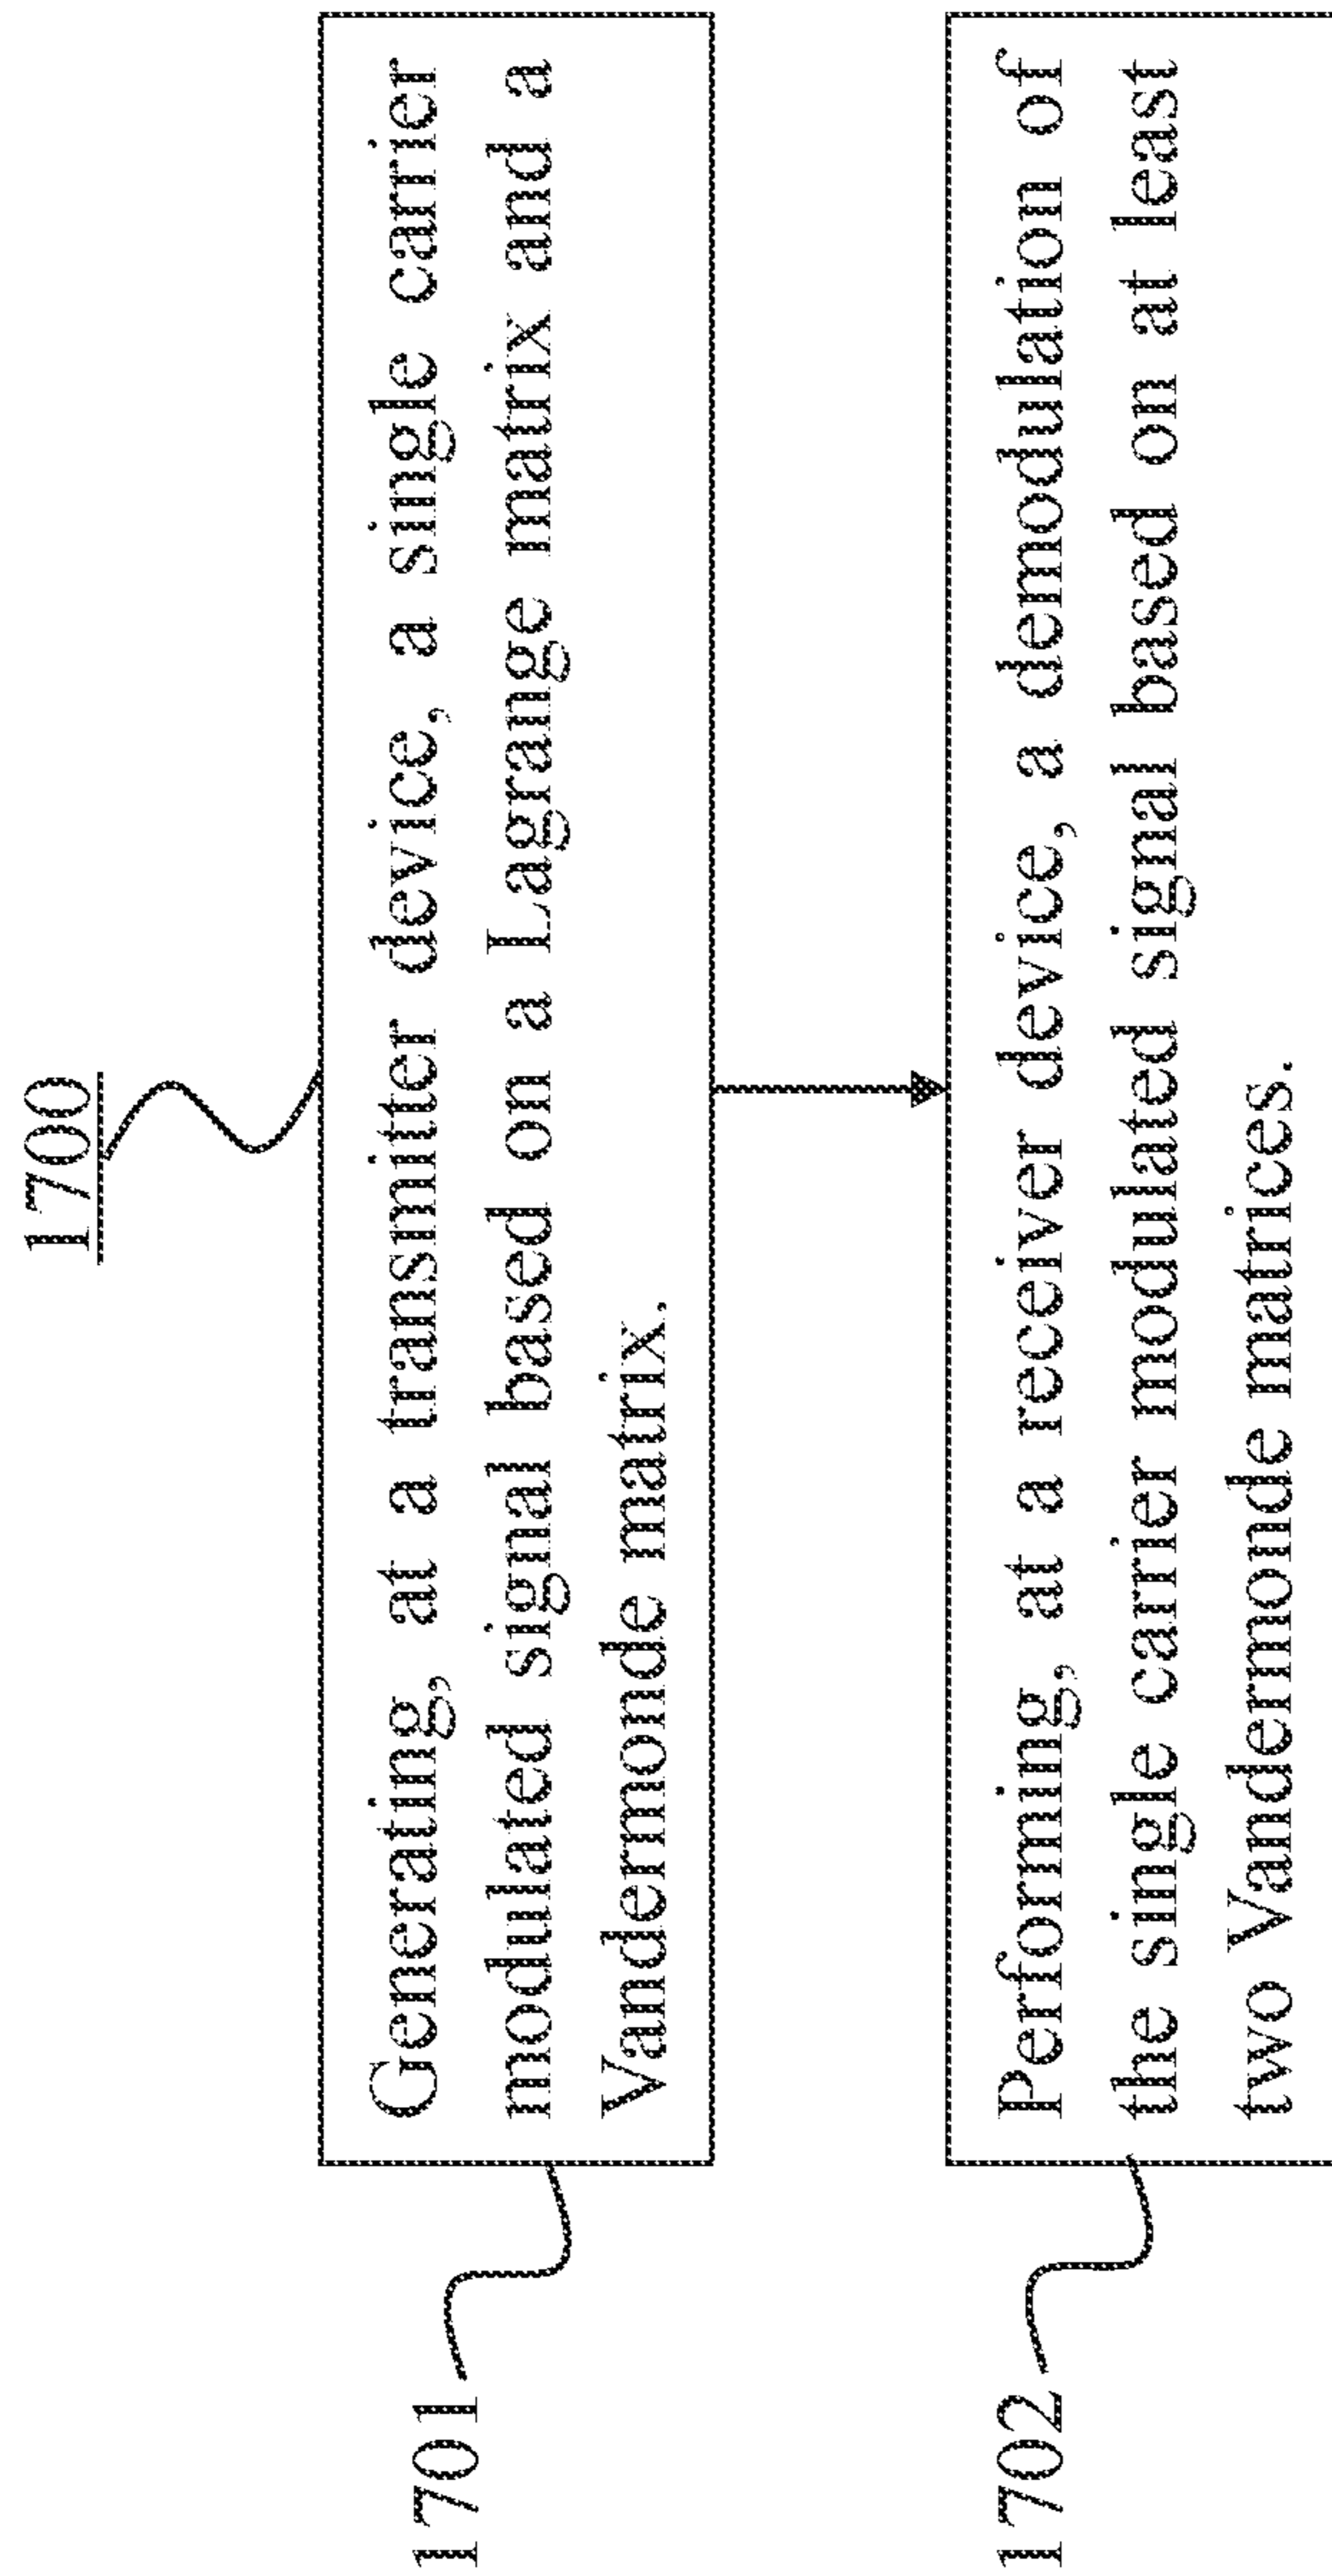 1700
1701
Generating, at a transmitter device, a single carrier
modulated signal based on a Lagrange matrix and a
Vandermonde matrix.
1702
Performing, at a receiver device, a demodulation of
the single carrier modulated signal based on at least
two Vandermonde matrices.